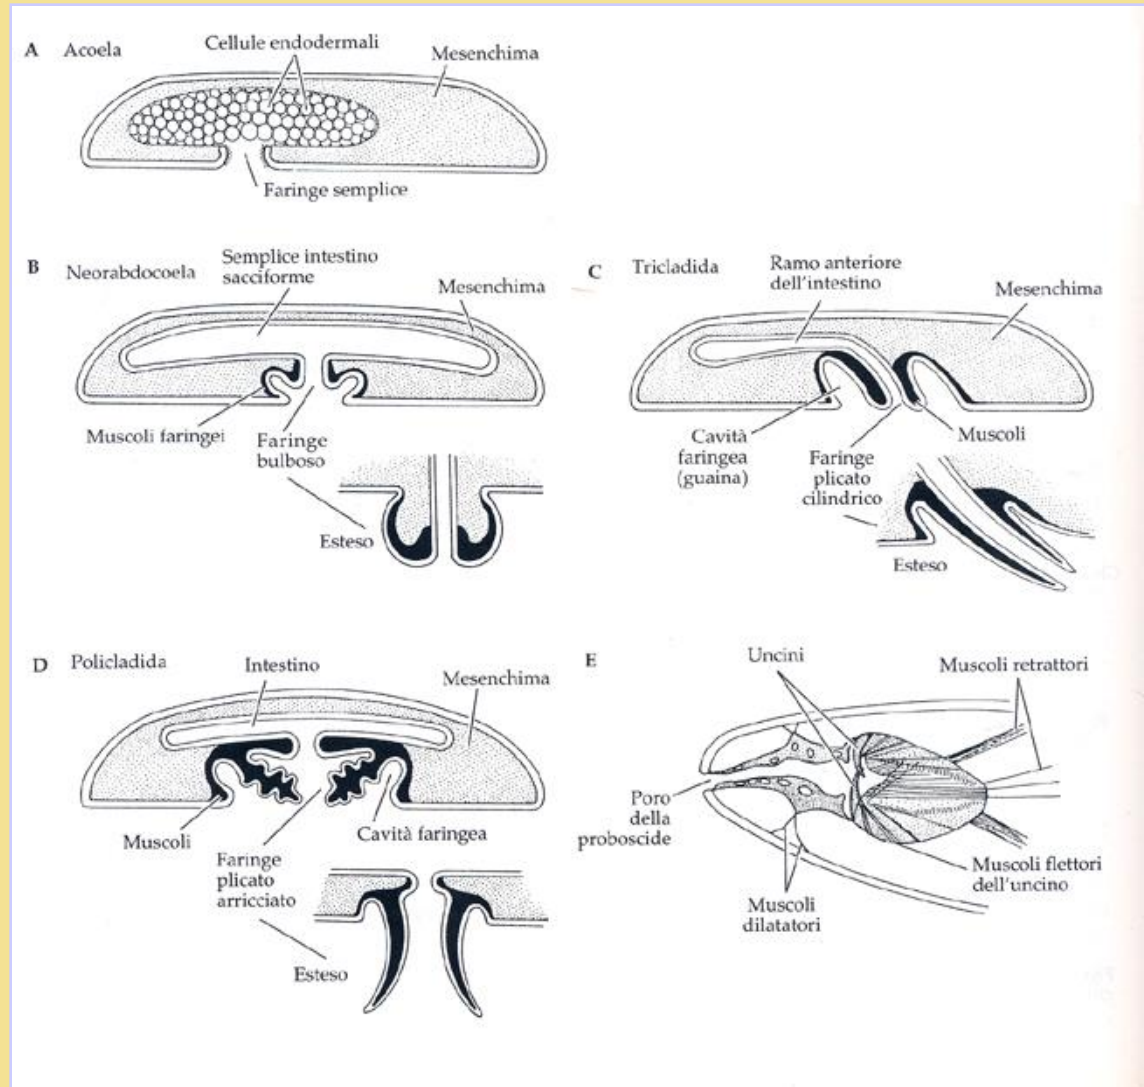 A Acoela
Cellule endodermali
Mesenchima
Faringe semplice
B Neorabdocoela
Semplice intestino
sacciforme
Mesenchima
Muscoli faringei
Faringe
bulboso
Esteso
C Tricladida
Ramo anteriore
dell'intestino
Mesenchima
Cavità
faringea
(guaina)
Faringe
plicato
cilindrico
Muscoli
Esteso
D Policladida
Intestino
Mesenchima
Muscoli
Faringe
plicato
arricciato
Cavità faringea
Esteso
E
Uncini
Muscoli retrattori
Poro
della
proboscide
Muscoli
dilatatori
Muscoli flettori
dell'uncino